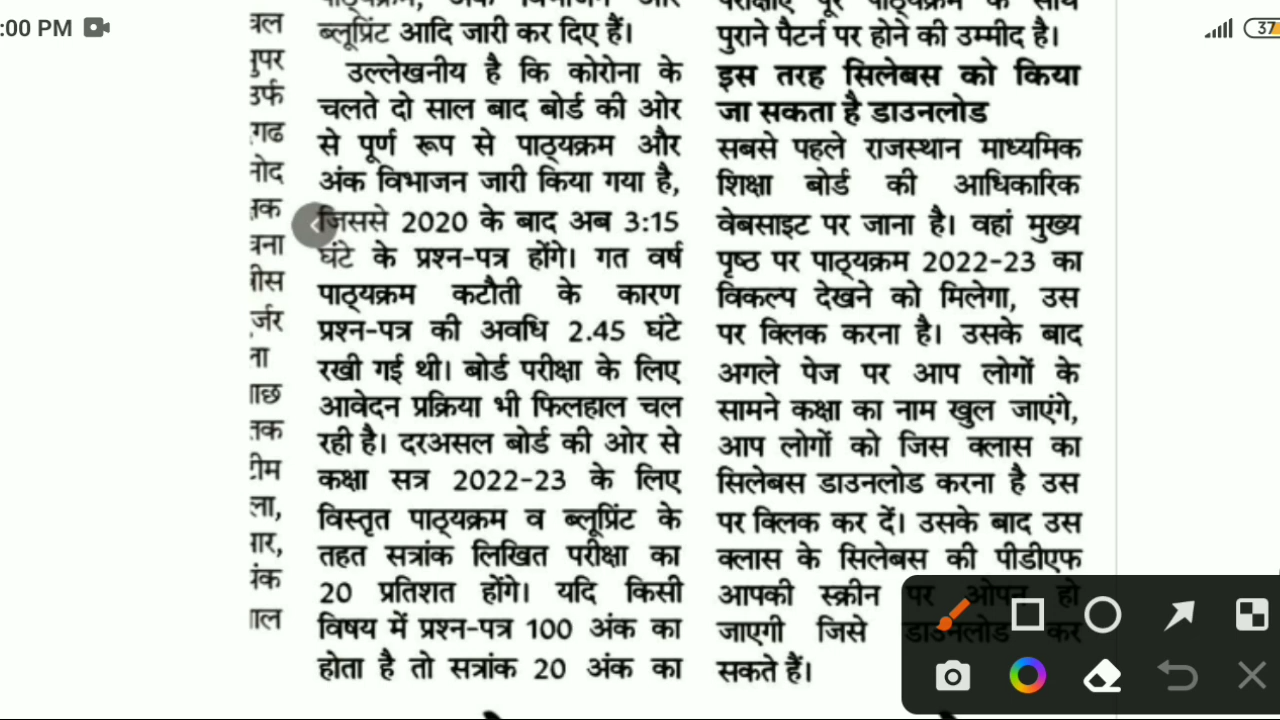 :00 PM
37
ब्लूप्रिंट आदि जारी कर दिए हैं।
उल्लेखनीय है कि कोरोना के
चलते दो साल बाद बोर्ड की ओर
से पूर्ण रूप से पाठ्यक्रम और
अंक विभाजन जारी किया गया है,
जिससे 2020 के बाद अब 3:15
घंटे के प्रश्न-पत्र होंगे। गत वर्ष
पाठ्यक्रम कटौती के कारण
प्रश्न-पत्र की अवधि 2.45 घंटे
रखी गई थी। बोर्ड परीक्षा के लिए
आवेदन प्रक्रिया भी फिलहाल चल
रही है। दरअसल बोर्ड की ओर से
कक्षा सत्र 2022-23 के लिए
विस्तृत पाठ्यक्रम व ब्लूप्रिंट के
तहत सत्रांक लिखित परीक्षा का
20 प्रतिशत होंगे। यदि किसी
विषय में प्रश्न-पत्र 100 अंक का
होता है तो सत्रांक 20 अंक का
पुराने पैटर्न पर होने की उम्मीद है।
इस तरह सिलेबस को किया
जा सकता है डाउनलोड
सबसे पहले राजस्थान माध्यमिक
शिक्षा बोर्ड की आधिकारिक
वेबसाइट पर जाना है। वहां मुख्य
पृष्ठ पर पाठ्यक्रम 2022-23 का
विकल्प देखने को मिलेगा, उस
पर क्लिक करना है। उसके बाद
अगले पेज पर आप लोगों के
सामने कक्षा का नाम खुल जाएंगे,
आप लोगों को जिस क्लास का
सिलेबस डाउनलोड करना है उस
पर क्लिक कर दें। उसके बाद उस
क्लास के सिलेबस की पीडीएफ
आपकी स्क्रीन पर ओपन हो
जाएगी जिसे डाउनलोड कर
सकते हैं।